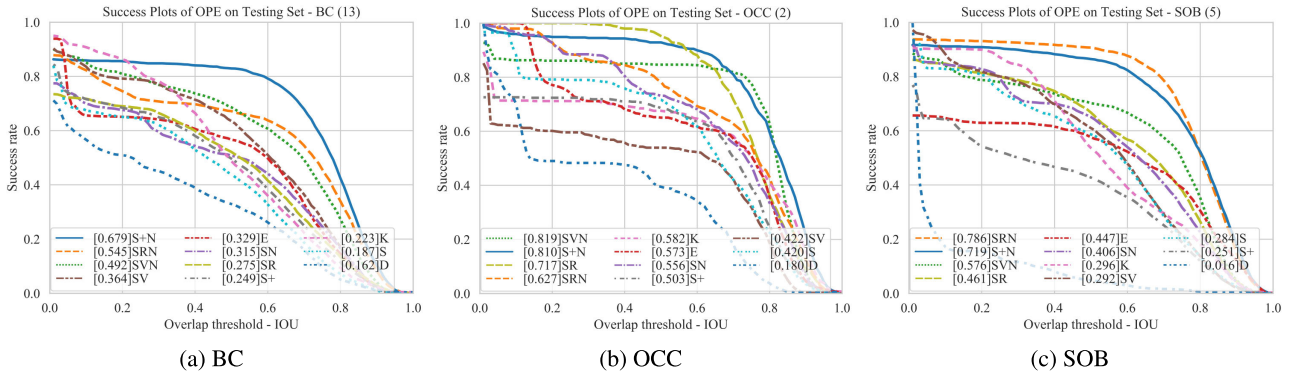 Success Plots of OPE on Testing Set - BC (13)
1.0
0.8
0.6
0.4
0.2
0.0
Success rate
[0.679]S+N
[0.545]SRN
[0.492]SVN
[0.364]SV
[0.329]E
[0.315]SN
[0.275]SR
[0.249]S+
[0.223]K
[0.187]S
[0.162]D
0.0 0.2 0.4 0.6 0.8 1.0
Overlap threshold - IOU
(a) BC
Success Plots of OPE on Testing Set - OCC (2)
1.0
0.8
0.6
0.4
0.2
0.0
Success rate
[0.819]SVN
[0.810]S+N
[0.717]SR
[0.627]SRN
[0.582]K
[0.573]E
[0.556]SN
[0.503]S+
[0.422]SV
[0.420]S
[0.180]D
0.0 0.2 0.4 0.6 0.8 1.0
Overlap threshold - IOU
(b) OCC
Success Plots of OPE on Testing Set - SOB (5)
1.0
0.8
0.6
0.4
0.2
0.0
Success rate
[0.786]SRN
[0.719]S+N
[0.576]SVN
[0.461]SR
[0.447]E
[0.406]SN
[0.296]K
[0.292]SV
[0.284]S
[0.251]S+
[0.016]D
0.0 0.2 0.4 0.6 0.8 1.0
Overlap threshold - IOU
(c) SOB